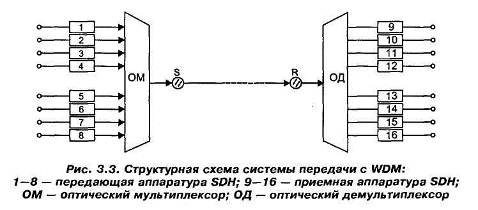 1
2
3
4
5
6
7
8
ОМ
S
R
ОД
9
10
11
12
13
14
15
16
Рис. 3.3. Структурная схема системы передачи с WDM:
1—8 — передающая аппаратура SDH; 9—16 — приемная аппаратура SDH;
ОМ — оптический мультиплексор; ОД — оптический демультиплексор